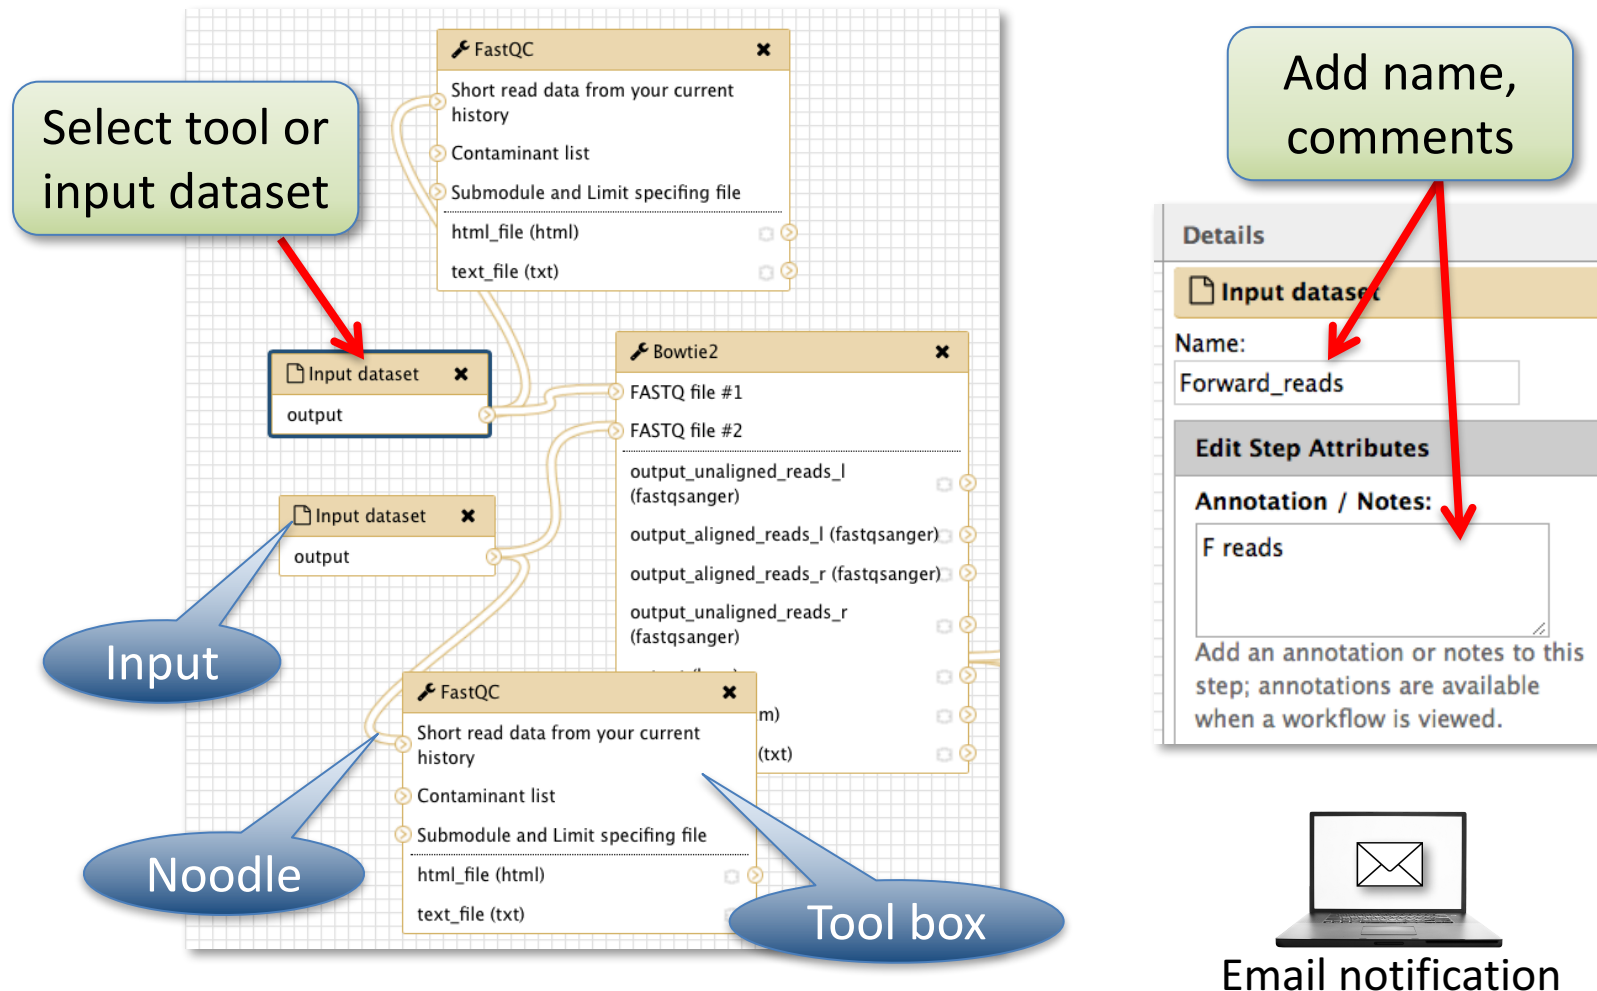 Select tool or
input dataset
FastQC
Short read data from your current
history
Contaminant list
Submodule and Limit specifing file
html_file (html)
text_file (txt)
Input dataset
output
Input dataset
output
Bowtie2
FASTQ file #1
FASTQ file #2
output_unaligned_reads_l
(fastqsanger)
output_aligned_reads_l (fastqsanger)
output_aligned_reads_r (fastqsanger)
output_unaligned_reads_r
(fastqsanger)
m)
(txt)
FastQC
Short read data from your current
history
Contaminant list
Submodule and Limit specifing file
html_file (html)
text_file (txt)
Input
Noodle
Tool box
Add name,
comments
Details
Input dataset
Name:
Forward_reads
Edit Step Attributes
Annotation / Notes:
F reads
Add an annotation or notes to this
step; annotations are available
when a workflow is viewed.
Email notification